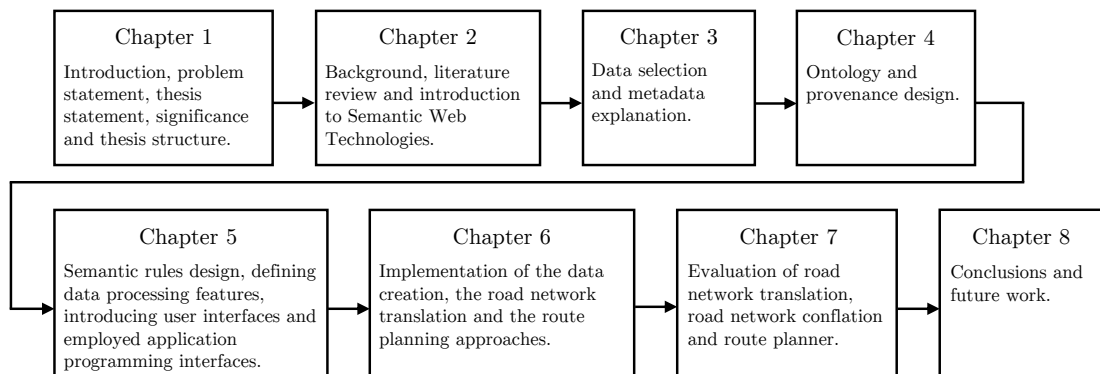 Chapter 1
Introduction, problem
statement, thesis
statement, significance
and thesis structure.
Chapter 2
Background, literature
review and introduction
to Semantic Web
Technologies.
Chapter 3
Data selection
and metadata
explanation.
Chapter 4
Ontology and
provenance design.
Chapter 5
Semantic rules design, defining
data processing features,
introducing user interfaces and
employed application
programming interfaces.
Chapter 6
Implementation of the data
creation, the road network
translation and the route
planning approaches.
Chapter 7
Evaluation of road
network translation,
road network conflation
and route planner.
Chapter 8
Conclusions and
future work.